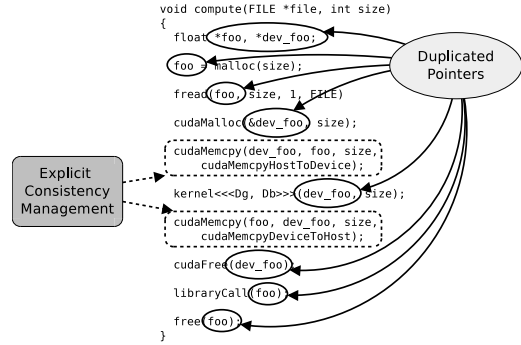 void compute(FILE *file, int size)
{
float *foo, *dev_foo;
foo = malloc(size);
fread(foo, size, 1, FILE)
cudaMalloc(&dev_foo, size);
cudaMemcpy(dev_foo, foo, size,
cudaMemcpyHostToDevice);
kernel<<<Dg, Db>>>(dev_foo, size);
cudaMemcpy(foo, dev_foo, size,
cudaMemcpyDeviceToHost);
cudaFree(dev_foo);
libraryCall(foo);
free(foo);
}
Duplicated
Pointers
Explicit
Consistency
Management